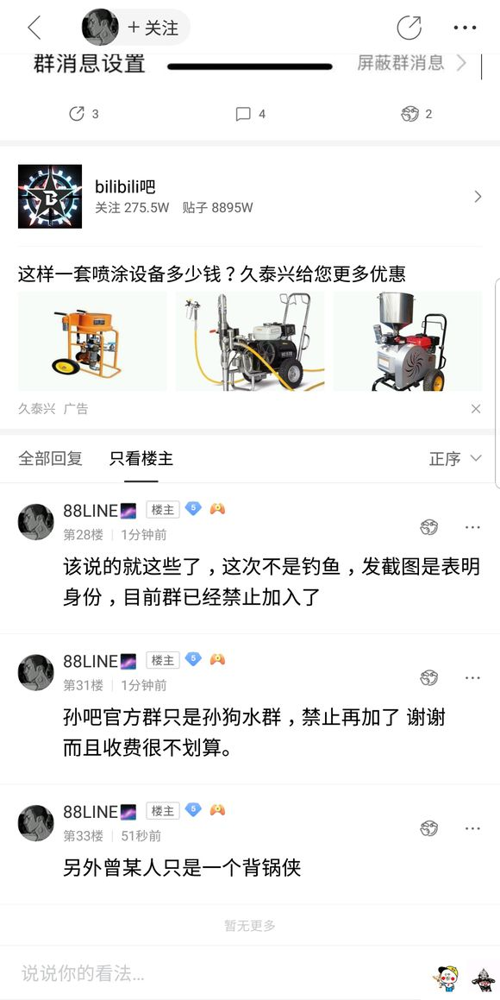 + 关注
群消息设置
屏蔽群消息
3
4
2
bilibili吧
关注 275.5W 贴子 8895W
这样一套喷涂设备多少钱？久泰兴给您更多优惠
久泰兴 广告
全部回复
只看楼主
正序
88LINE 楼主 5
第28楼 1分钟前
该说的就这些了，这次不是钓鱼，发截图是表明
身份，目前群已经禁止加入了
88LINE 楼主 5
第31楼 1分钟前
孙吧官方群只是孙狗水群，禁止再加了 谢谢
而且收费很不划算。
88LINE 楼主 5
第33楼 51秒前
另外曾某人只是一个背锅侠
暂无更多
说说你的看法...